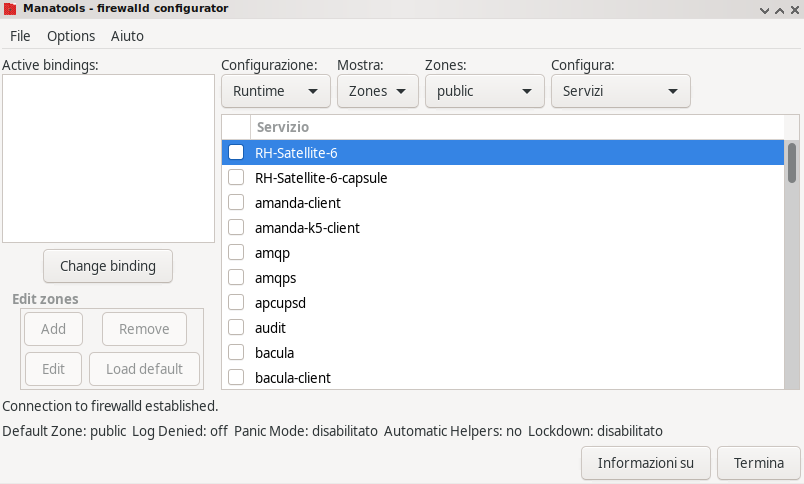 Manatools - firewalld configurator
File Options Aiuto
Active bindings:
Configurazione: Mostra: Zones: Configura:
Runtime Zones public Servizi
Servizio
RH-Satellite-6
RH-Satellite-6-capsule
amanda-client
amanda-k5-client
amqp
amqps
apcupsd
audit
bacula
bacula-client
Change binding
Edit zones
Add Remove
Edit Load default
Connection to firewalld established.
Default Zone: public Log Denied: off Panic Mode: disabilitato Automatic Helpers: no Lockdown: disabilitato
Informazioni su Termina